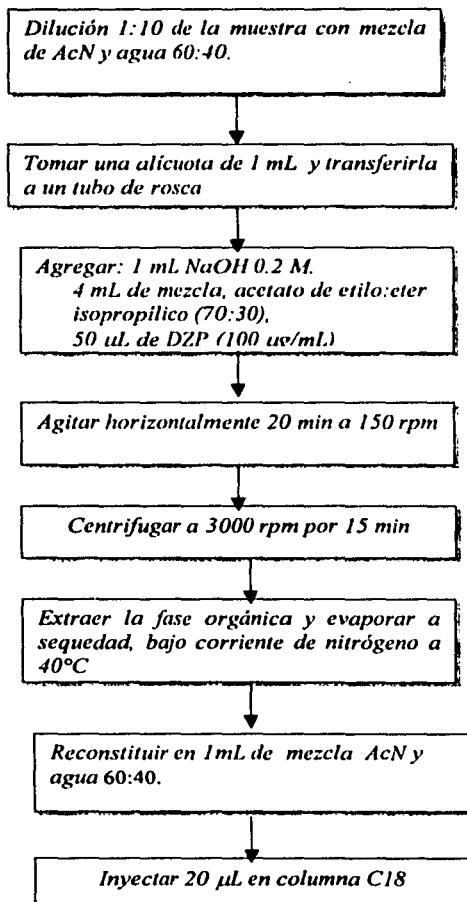 Dilución 1:10 de la muestra con mezcla
de AcN y agua 60:40.
Tomar una alícuota de 1 mL y transferirla
a un tubo de rosca
Agregar: 1 mL NaOH 0.2 M.
4 mL de mezcla, acetato de etilo:eter
isopropílico (70:30),
50 µL de DZP (100 µg/mL)
Agitar horizontalmente 20 min a 150 rpm
Centrifugar a 3000 rpm por 15 min
Extraer la fase orgánica y evaporar a
sequedad, bajo corriente de nitrógeno a
40°C
Reconstituir en 1mL de mezcla AcN y
agua 60:40.
Inyectar 20 µL en columna C18